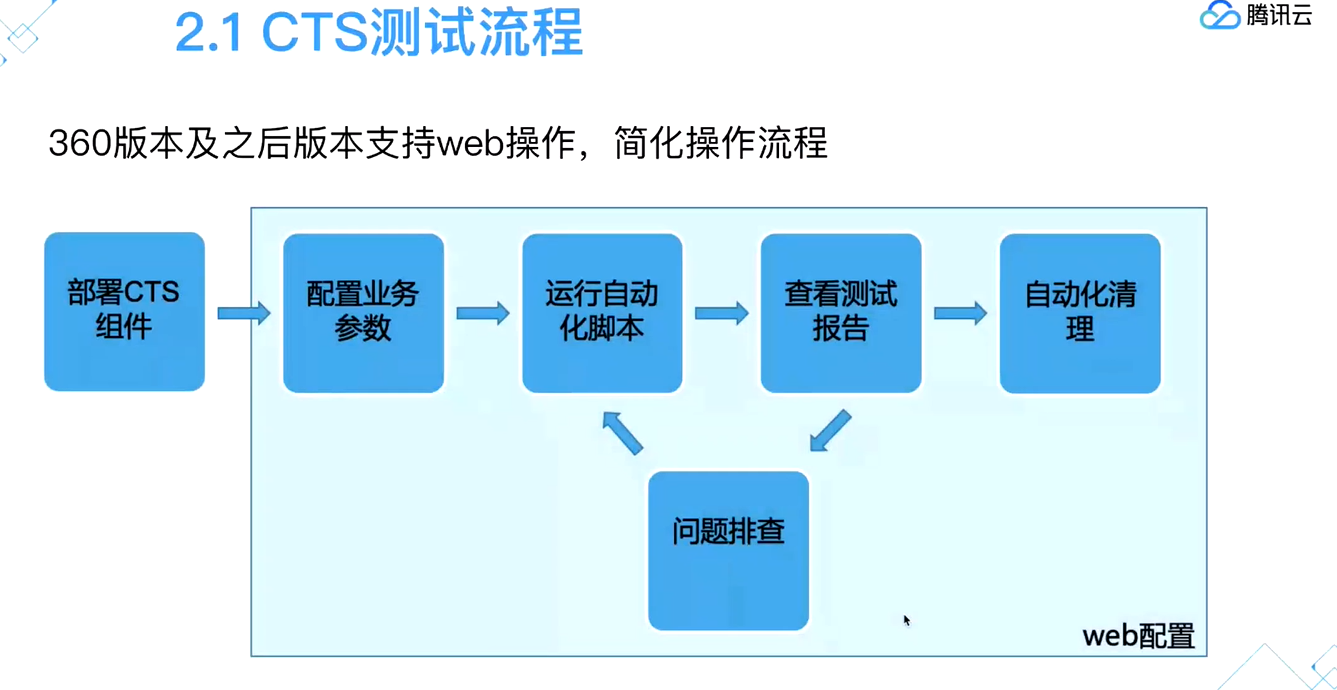 2.1 CTS测试流程
腾讯云
360版本及之后版本支持web操作，简化操作流程
部署CTS
组件
配置业务
参数
运行自动
化脚本
查看测试
报告
自动化清
理
问题排查
web配置